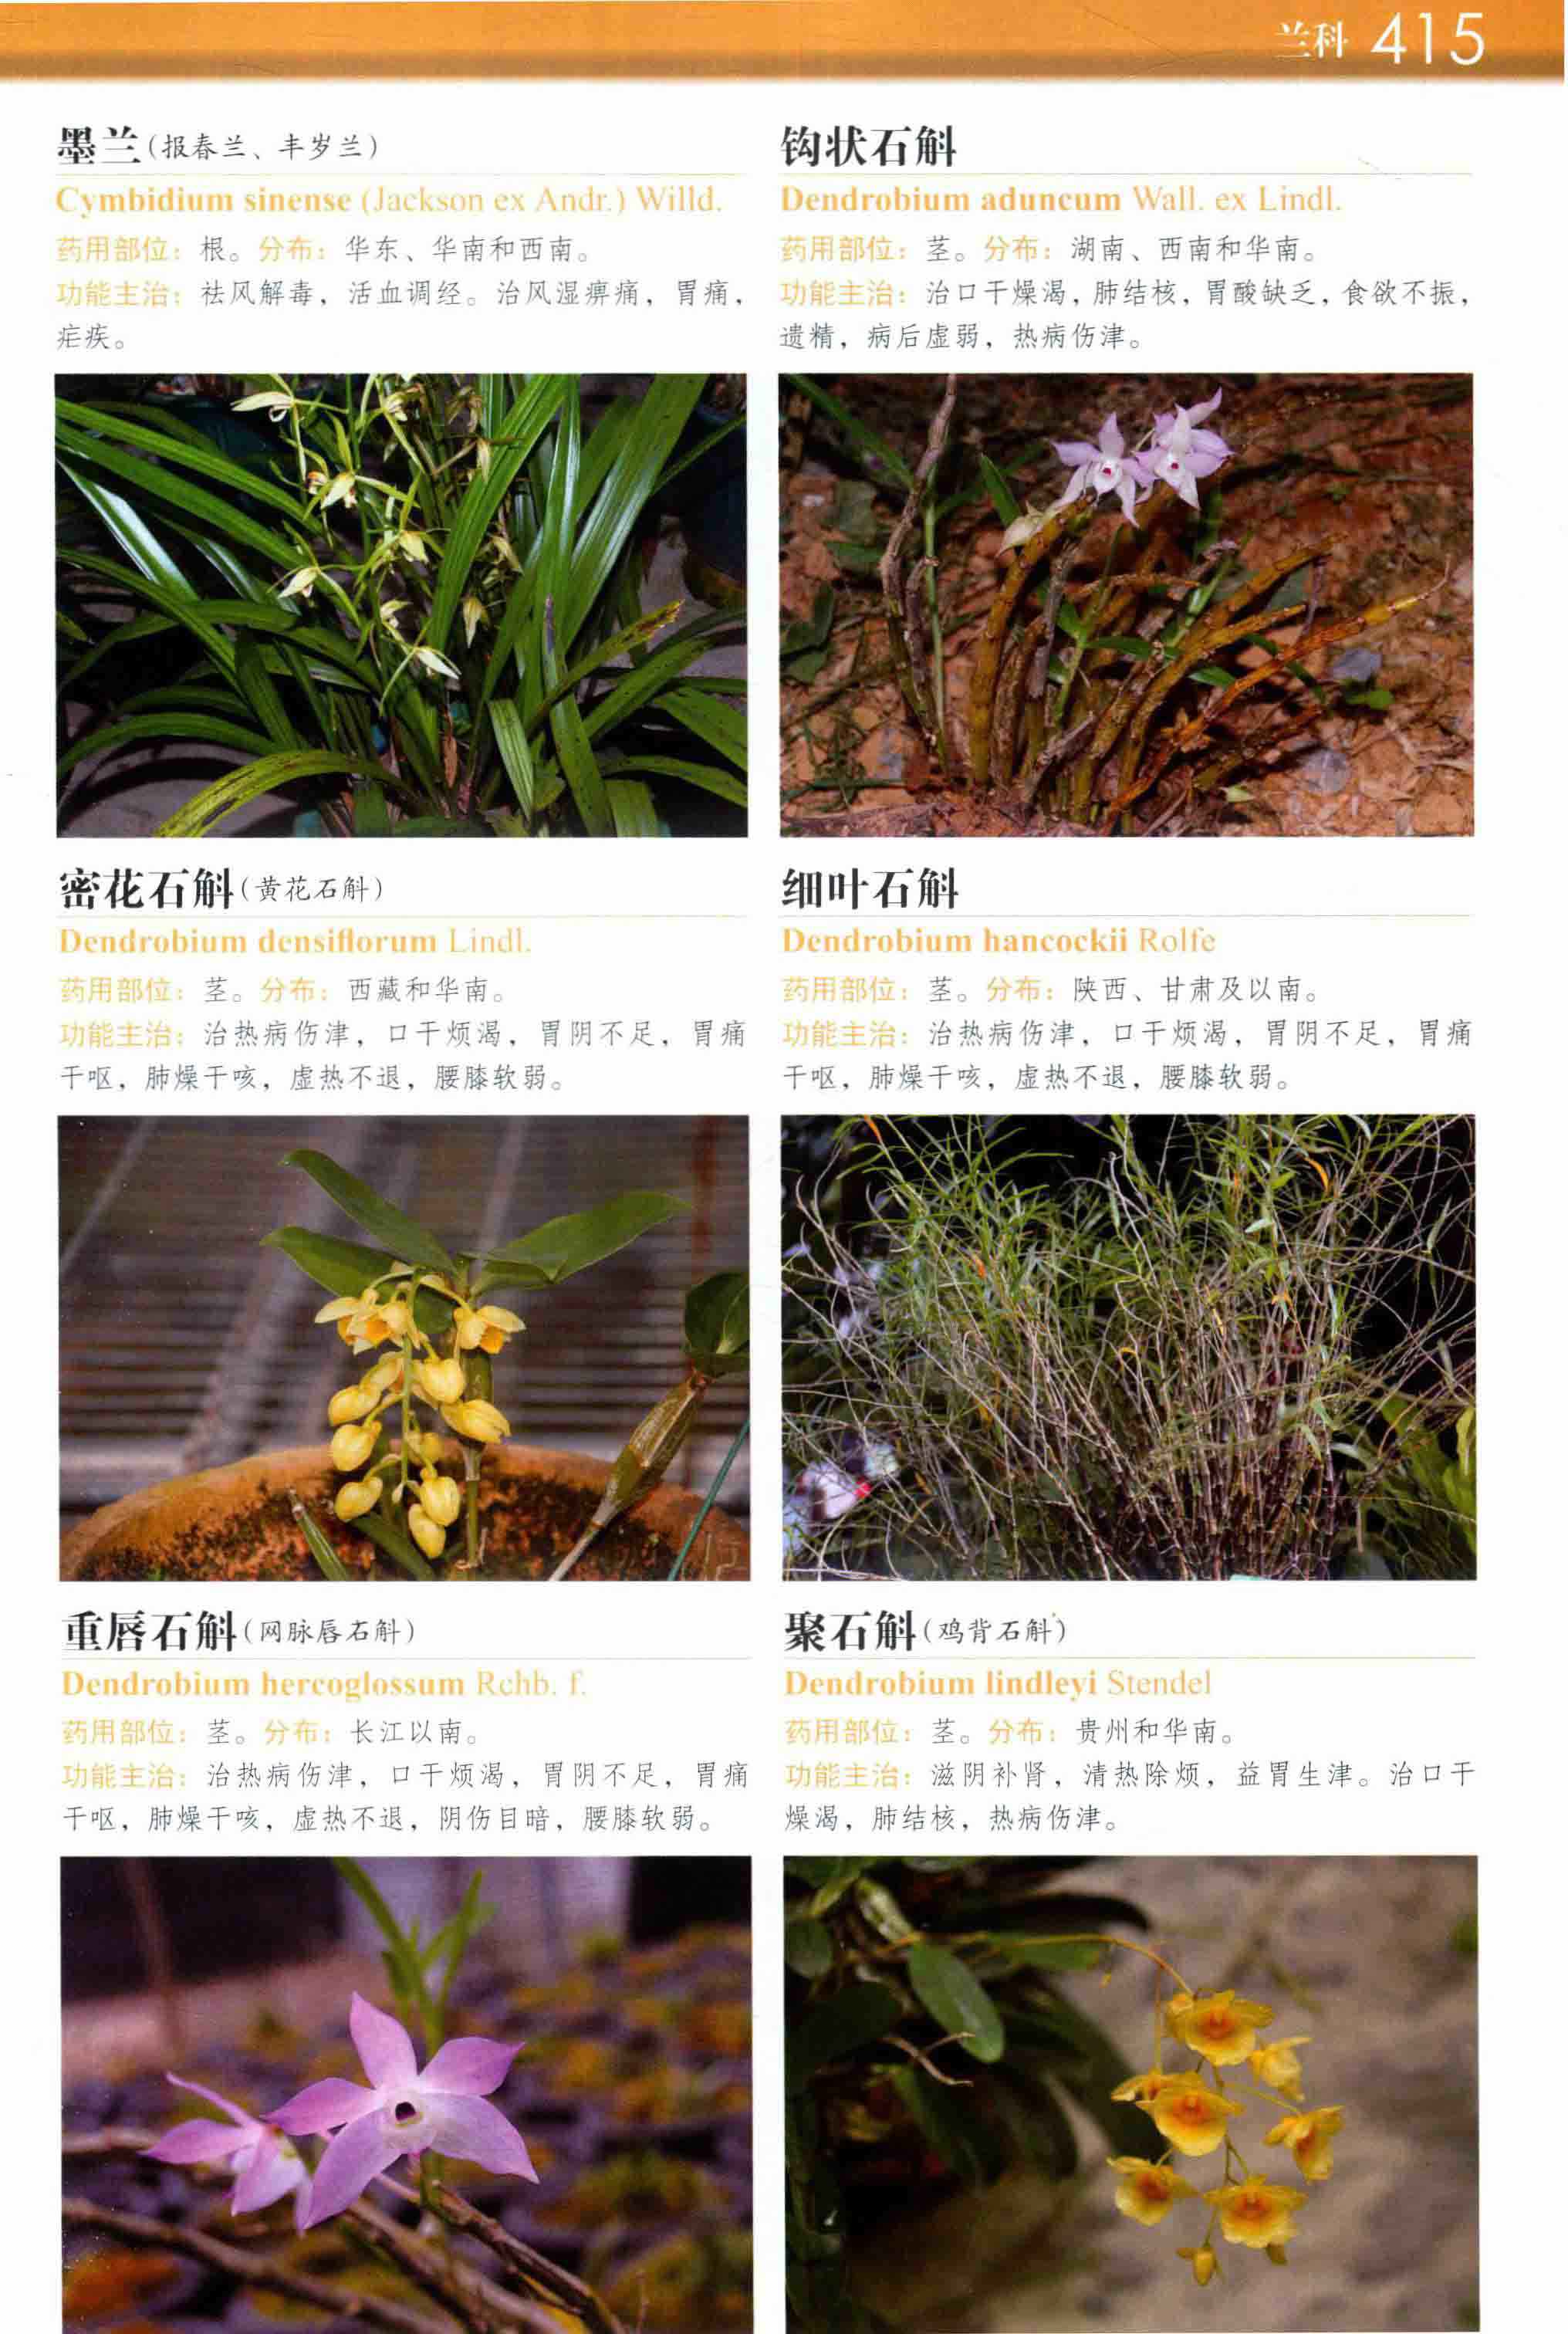 兰科 415
墨兰(报春兰、丰岁兰)
Cymbidium sinense (Jackson ex Andr.) Willd.
药用部位：根。分布：华东、华南和西南。
功能主治：祛风解毒，活血调经。治风湿痹痛，胃痛，
疟疾。
钩状石斛
Dendrobium aduncum Wall. ex Lindl.
药用部位：茎。分布：湖南、西南和华南。
功能主治：治口干燥渴，肺结核，胃酸缺乏，食欲不振，
遗精，病后虚弱，热病伤津。
密花石斛(黄花石斛)
Dendrobium densiflorum Lindl.
药用部位：茎。分布：西藏和华南。
功能主治：治热病伤津，口干烦渴，胃阴不足，胃痛
干呕，肺燥干咳，虚热不退，腰膝软弱。
细叶石斛
Dendrobium hancockii Rolfe
药用部位：茎。分布：陕西、甘肃及以南。
功能主治：治热病伤津，口干烦渴，胃阴不足，胃痛
干呕，肺燥干咳，虚热不退，腰膝软弱。
重唇石斛(网脉唇石斛)
Dendrobium hercoglossum Rchb. f.
药用部位：茎。分布：长江以南。
功能主治：治热病伤津，口干烦渴，胃阴不足，胃痛
干呕，肺燥干咳，虚热不退，阴伤目暗，腰膝软弱。
聚石斛(鸡背石斛)
Dendrobium lindleyi Stendel
药用部位：茎。分布：贵州和华南。
功能主治：滋阴补肾，清热除烦，益胃生津。治口干
燥渴，肺结核，热病伤津。